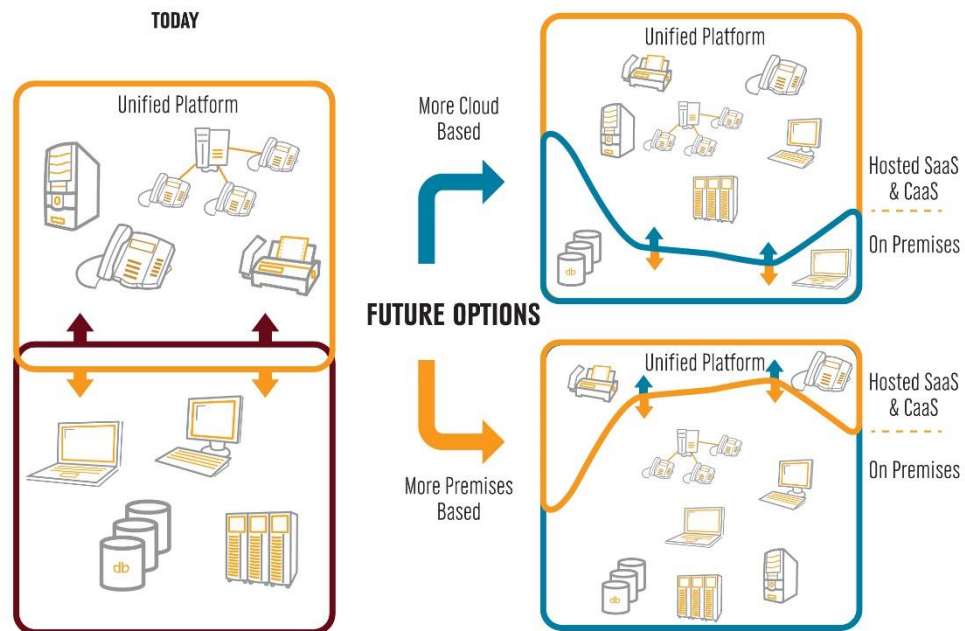 TODAY
Unified Platform
db
FUTURE OPTIONS
More Cloud
Based
Unified Platform
db
Hosted SaaS
& CaaS
On Premises
More Premises
Based
Unified Platform
db
Hosted SaaS
& CaaS
On Premises